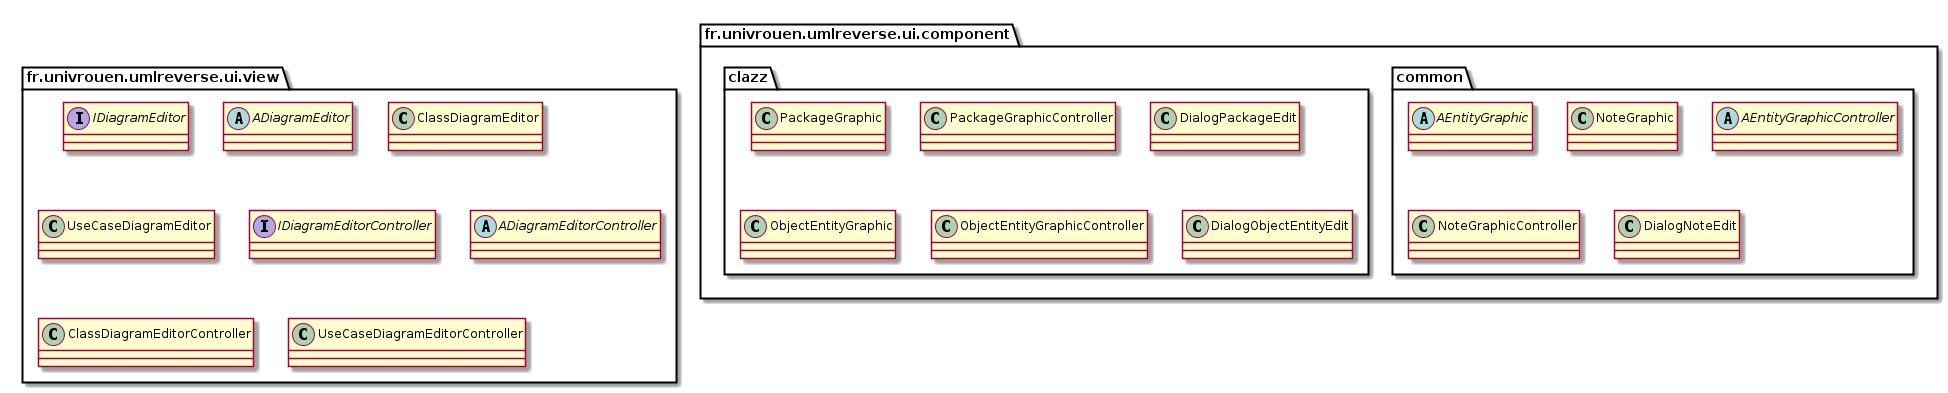 fr.univrouen.umlreverse.ui.view
I IDiagramEditor
A ADiagramEditor
C ClassDiagramEditor
C UseCaseDiagramEditor
I IDiagramEditorController
A ADiagramEditorController
C ClassDiagramEditorController
C UseCaseDiagramEditorController
fr.univrouen.umlreverse.ui.component
clazz
C PackageGraphic
C PackageGraphicController
C DialogPackageEdit
C ObjectEntityGraphic
C ObjectEntityGraphicController
C DialogObjectEntityEdit
common
A AEntityGraphic
C NoteGraphic
A AEntityGraphicController
C NoteGraphicController
C DialogNoteEdit